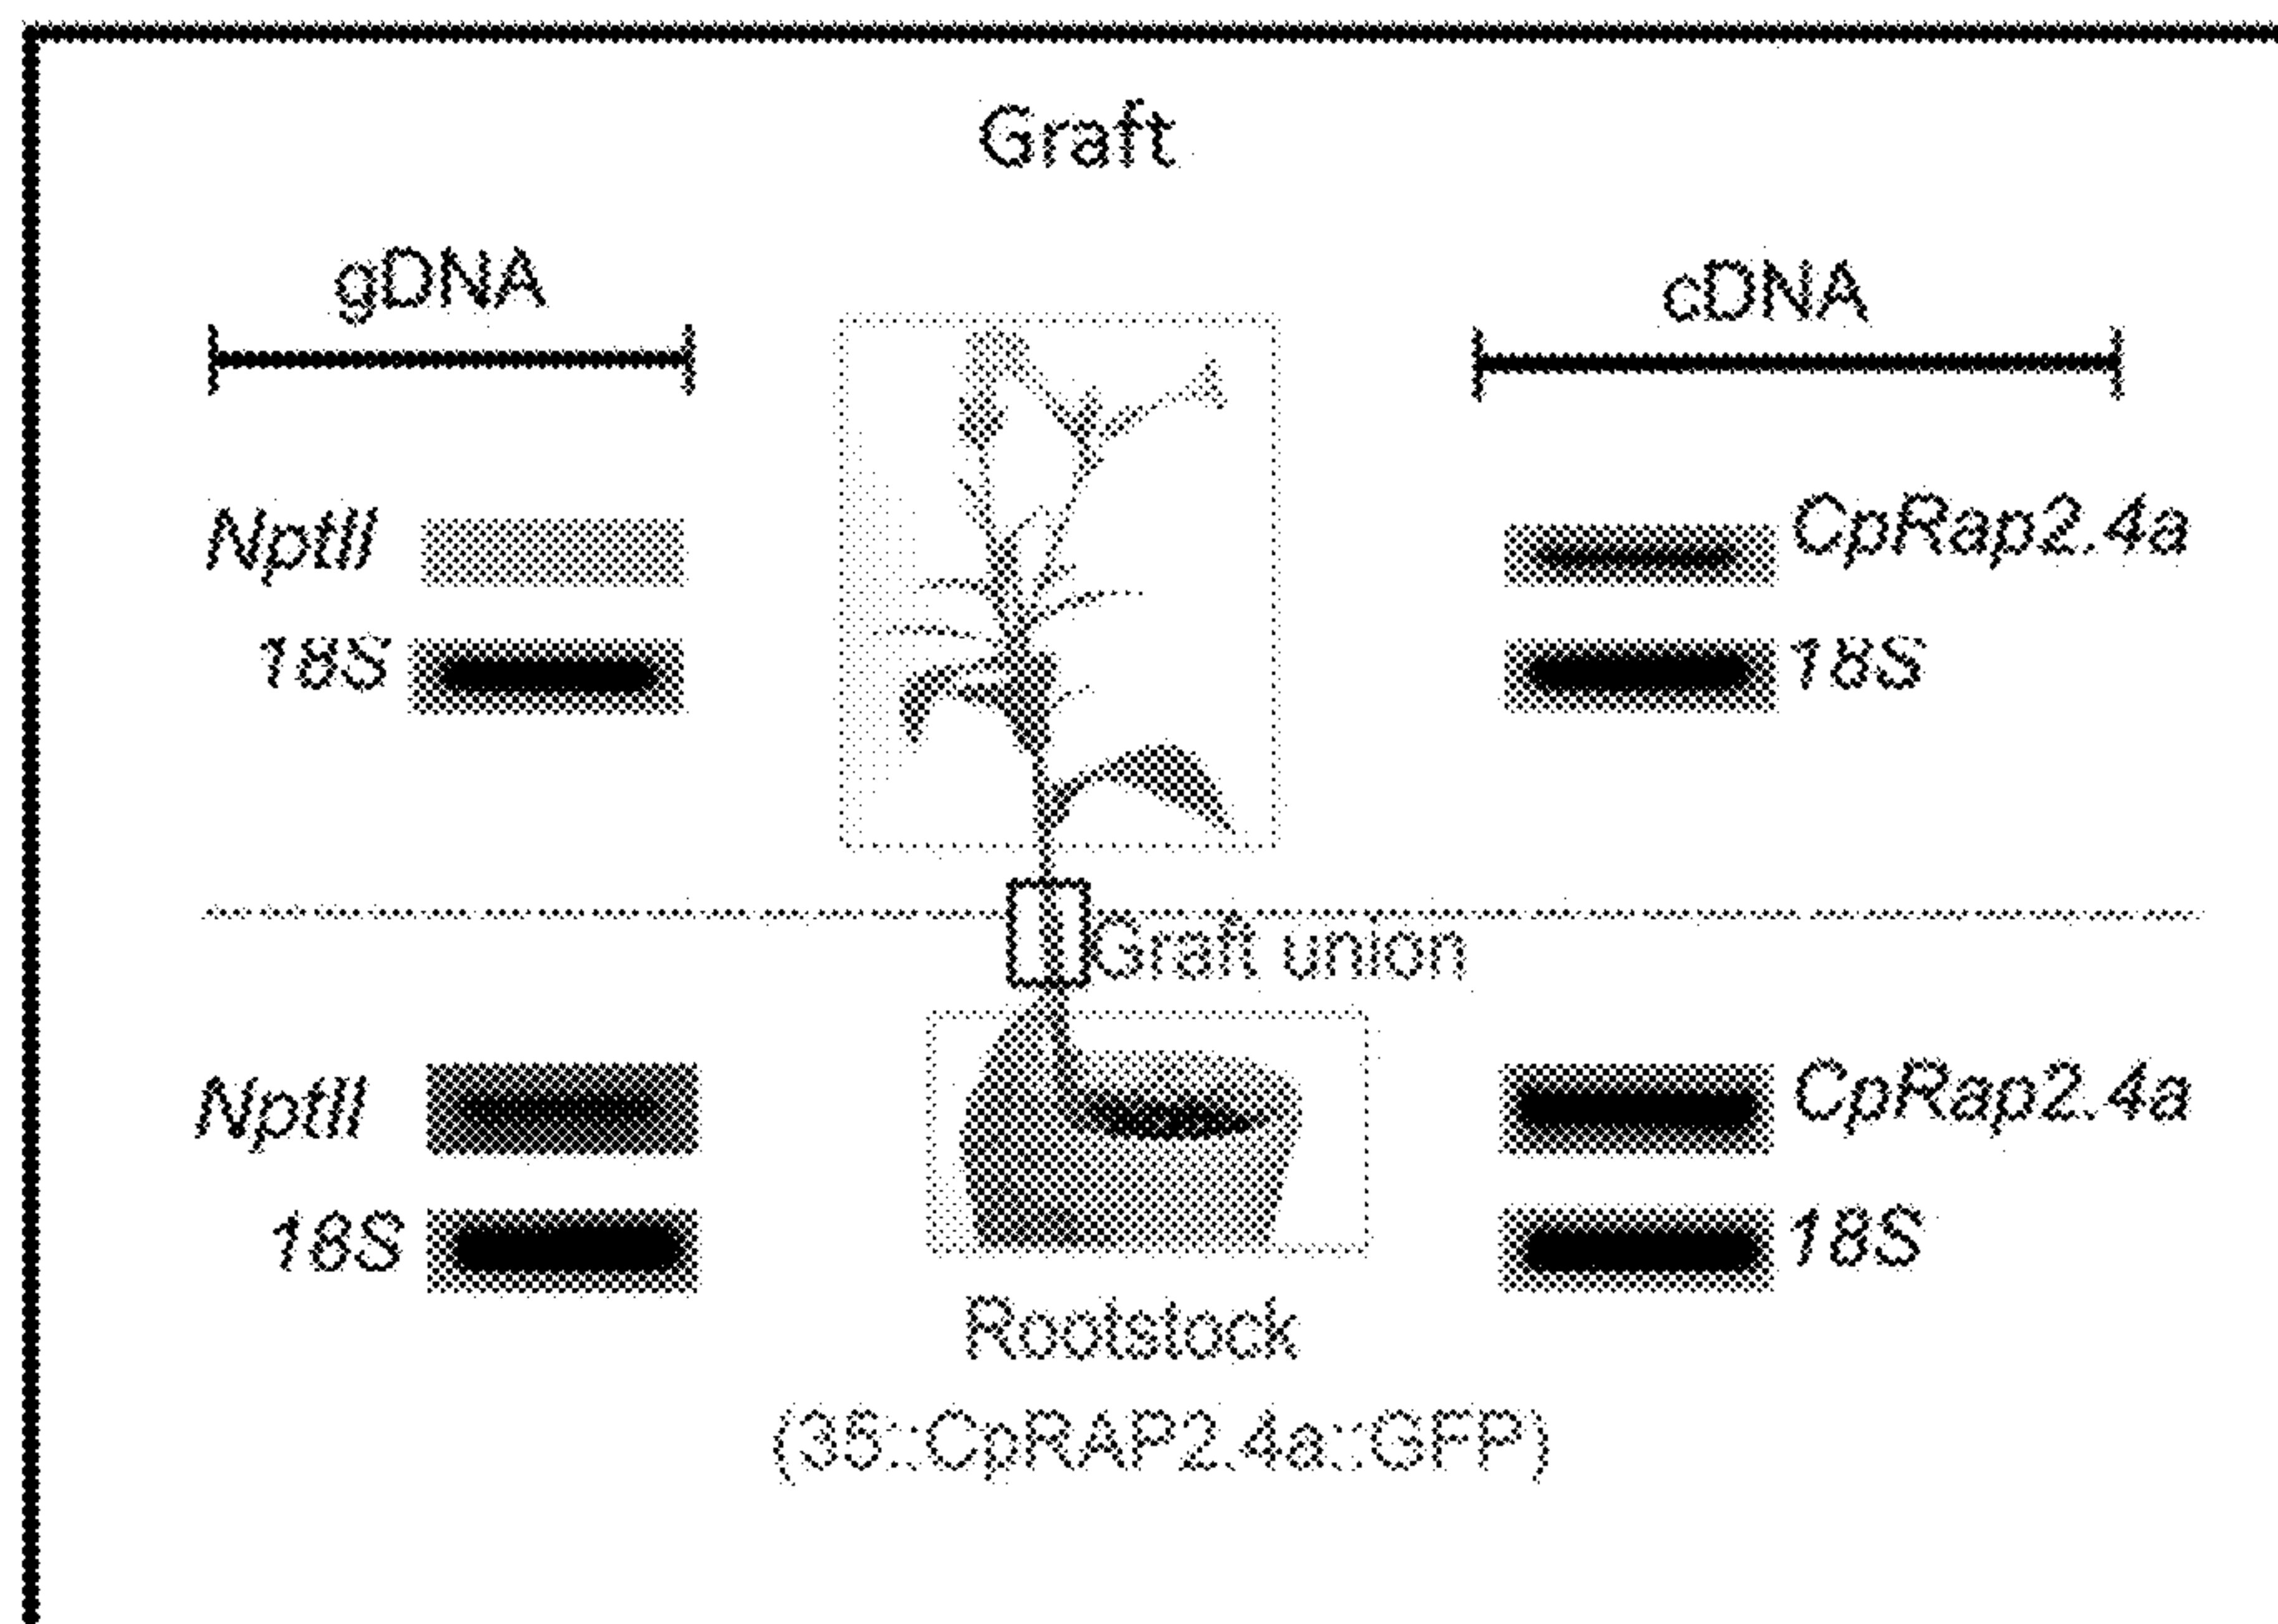 Graft
gDNA
cDNA
NptII
CpRap2.4a
18S
18S
Graft union
NptII
CpRap2.4a
18S
18S
Rootstock
(35::CpRAP2.4a::GFP)